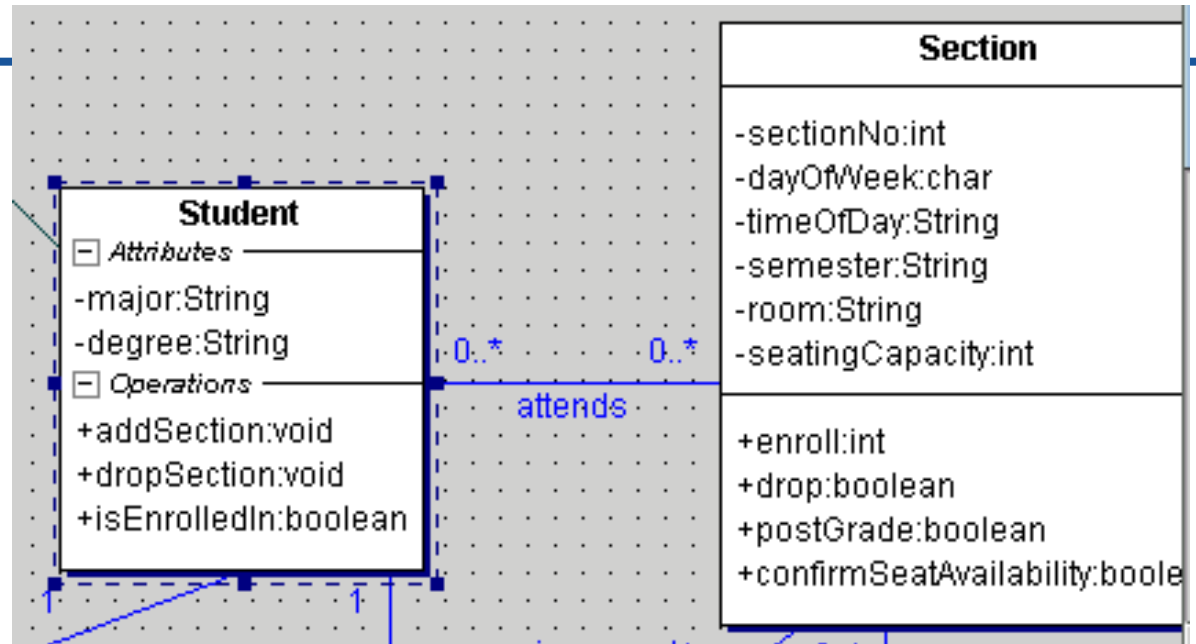 Section
-sectionNo:int
-dayOfWeek:char
-timeOfDay:String
-semester:String
-room:String
-seatingCapacity:int
+enroll:int
+drop:boolean
+postGrade:boolean
+confirmSeatAvailability:boole
Student
Attributes
-major:String
-degree:String
Operations
+addSection:void
+dropSection:void
+isEnrolledIn:boolean
0..* 0..*
attends
1 1